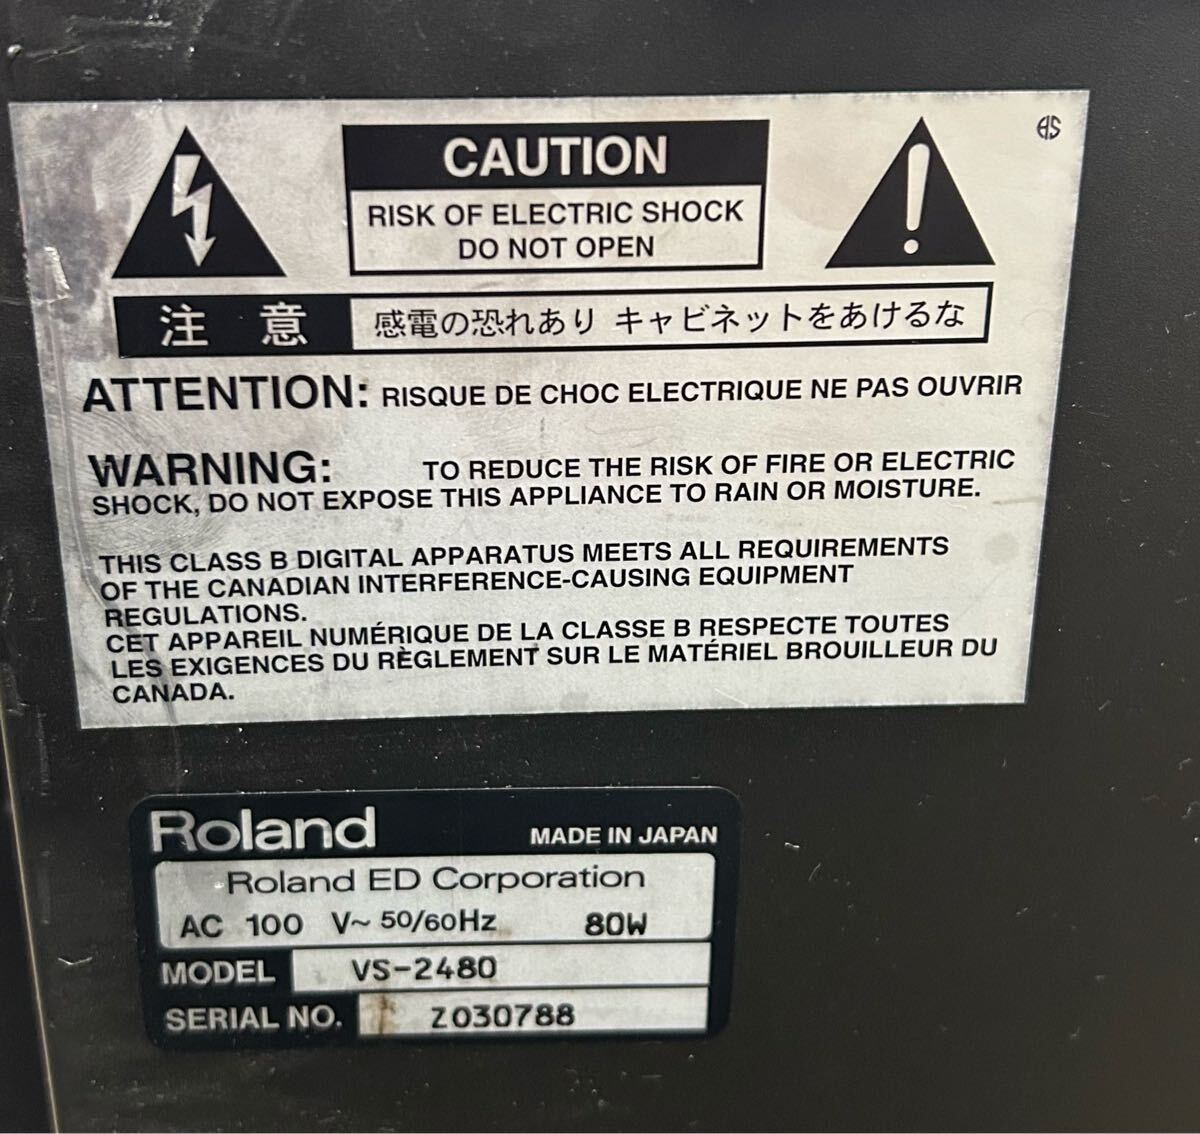 CAUTION
RISK OF ELECTRIC SHOCK
DO NOT OPEN
注 意 感電の恐れあり キャビネットをあけるな
ATTENTION: RISQUE DE CHOC ELECTRIQUE NE PAS OUVRIR
WARNING: TO REDUCE THE RISK OF FIRE OR ELECTRIC
SHOCK, DO NOT EXPOSE THIS APPLIANCE TO RAIN OR MOISTURE.
THIS CLASS B DIGITAL APPARATUS MEETS ALL REQUIREMENTS
OF THE CANADIAN INTERFERENCE-CAUSING EQUIPMENT
REGULATIONS.
CET APPAREIL NUMÉRIQUE DE LA CLASSE B RESPECTE TOUTES
LES EXIGENCES DU RÈGLEMENT SUR LE MATÉRIEL BROUILLEUR DU
CANADA.
Roland MADE IN JAPAN
Roland ED Corporation
AC 100 V~ 50/60Hz 80W
MODEL VS-2480
SERIAL NO. Z030788